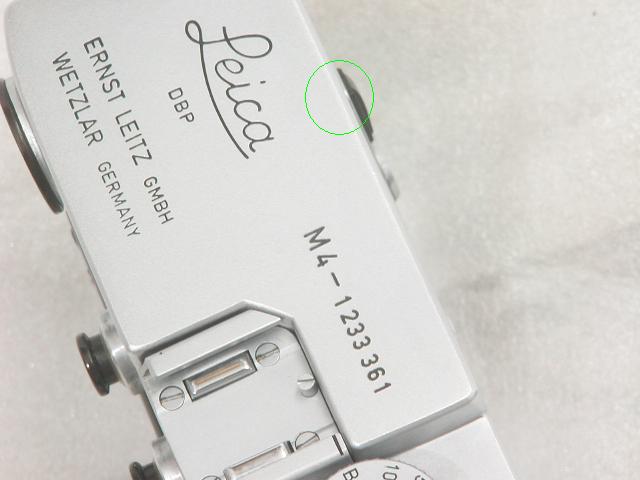 Leica
DBP
ERNST LEITZ GMBH
WETZLAR GERMANY
M4-1233361
B